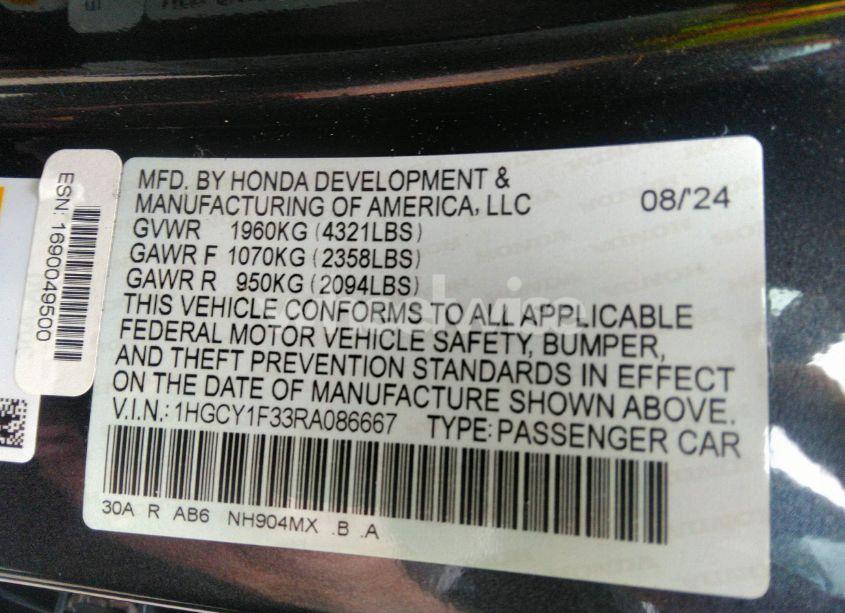 ESN: 1690049500
MFD. BY HONDA DEVELOPMENT &
MANUFACTURING OF AMERICA, LLC 08/'24
GVWR 1960KG (4321LBS)
GAWR F 1070KG (2358LBS)
GAWR R 950KG (2094LBS)
THIS VEHICLE CONFORMS TO ALL APPLICABLE
FEDERAL MOTOR VEHICLE SAFETY, BUMPER,
AND THEFT PREVENTION STANDARDS IN EFFECT
ON THE DATE OF MANUFACTURE SHOWN ABOVE.
V.I.N.: 1HGCY1F33RA086667 TYPE: PASSENGER CAR
30A R AB6 NH904MX .B .A